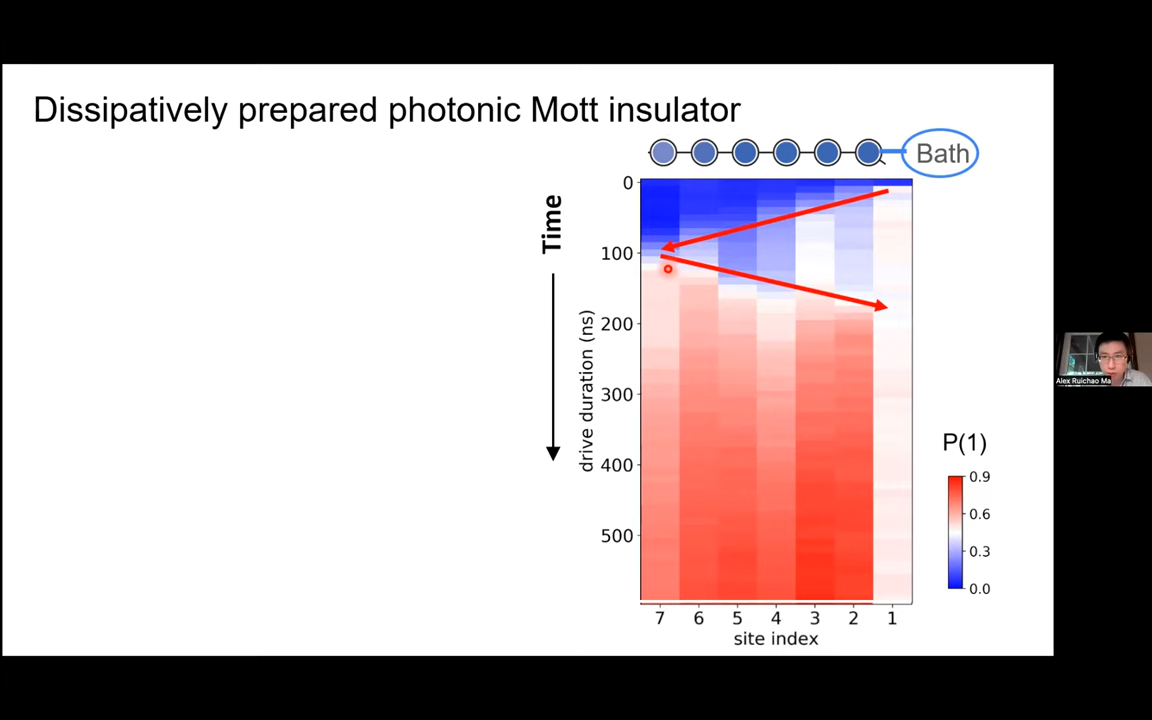 Dissipatively prepared photonic Mott insulator
Bath
Time
drive duration (ns)
0
100
200
300
400
500
7 6 5 4 3 2 1
site index
P(1)
0.9
0.6
0.3
0.0
Alex Ruichao Ma